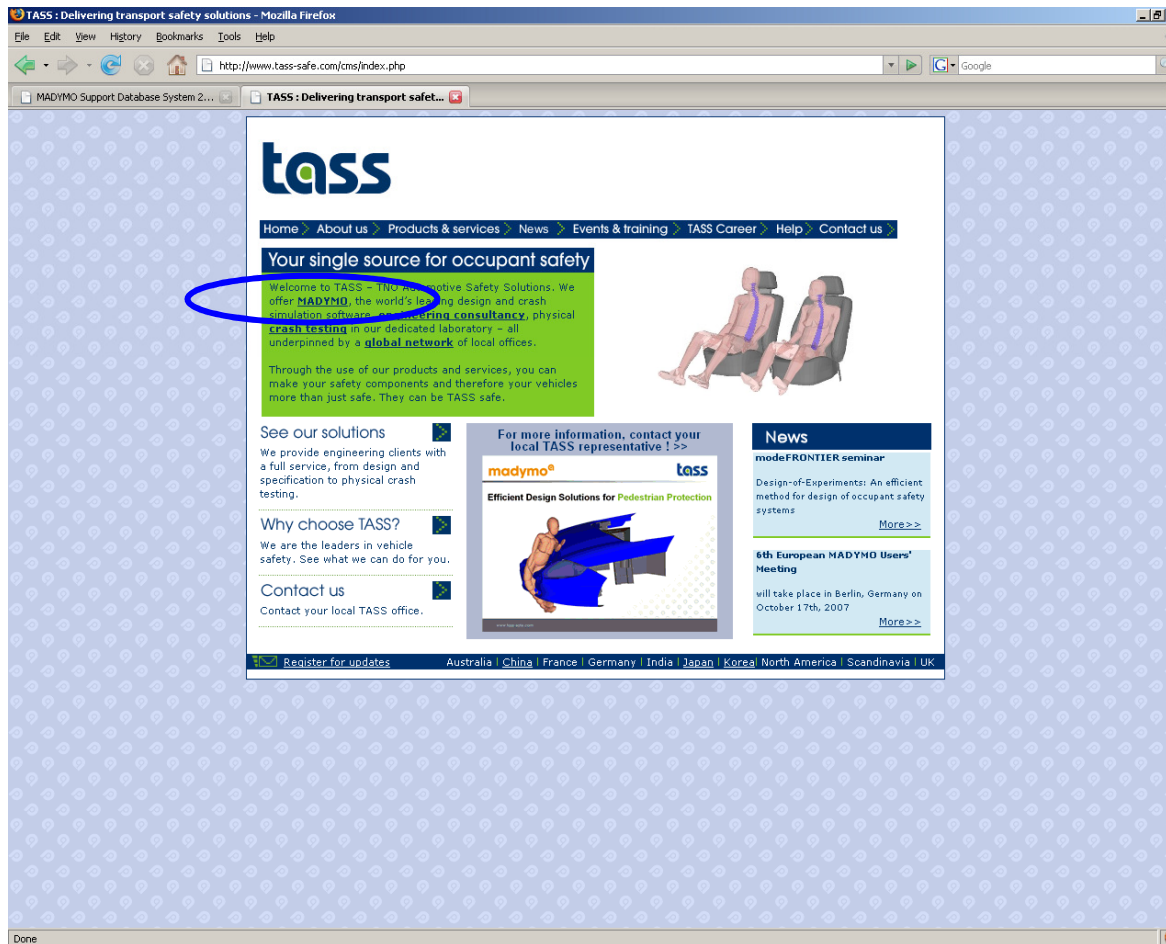 TASS : Delivering transport safety solutions - Mozilla Firefox
File Edit View History Bookmarks Tools Help
http://www.tass-safe.com/cms/index.php
G Google
MADYMO Support Database System 2...
TASS : Delivering transport safet...
tass
Home About us Products & services News Events & training TASS Career Help Contact us
Your single source for occupant safety
Welcome to TASS – TNO Automotive Safety Solutions. We
offer MADYMO, the world's leading design and crash
simulation software, engineering consultancy, physical
crash testing in our dedicated laboratory – all
underpinned by a global network of local offices.
Through the use of our products and services, you can
make your safety components and therefore your vehicles
more than just safe. They can be TASS safe.
See our solutions
We provide engineering clients with
a full service, from design and
specification to physical crash
testing.
Why choose TASS?
We are the leaders in vehicle
safety. See what we can do for you.
Contact us
Contact your local TASS office.
For more information, contact your
local TASS representative ! >>
madymo
tass
Efficient Design Solutions for Pedestrian Protection
News
modeFRONTIER seminar
Design-of-Experiments: An efficient
method for design of occupant safety
systems
More>>
6th European MADYMO Users'
Meeting
will take place in Berlin, Germany on
October 17th, 2007
More>>
Register for updates
Australia | China | France | Germany | India | Japan | Korea| North America | Scandinavia | UK
Done